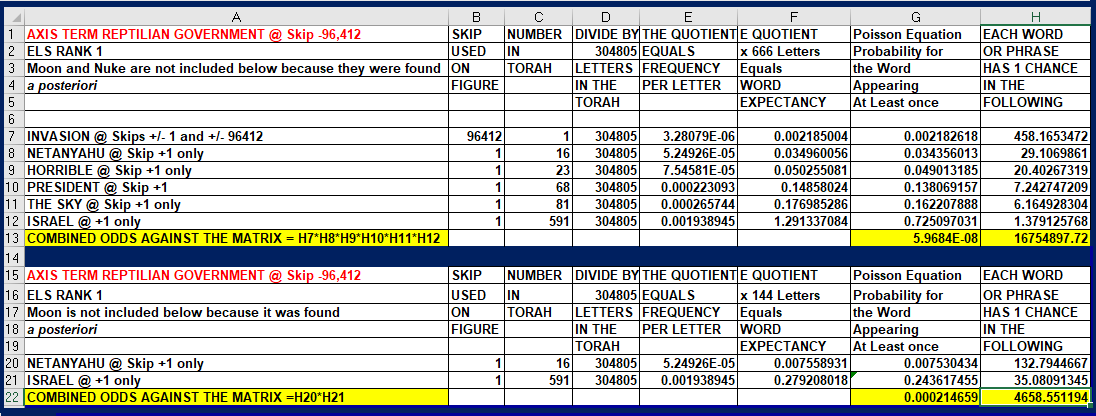 A B C D E F G H
1 AXIS TERM REPTILIAN GOVERNMENT @ Skip -96,412 SKIP NUMBER DIVIDE BY THE QUOTIENT E QUOTIENT Poisson Equation EACH WORD
2 ELS RANK 1 USED IN 304805 EQUALS x 666 Letters Probability for OR PHRASE
3 Moon and Nuke are not included below because they were found ON TORAH LETTERS FREQUENCY Equals the Word HAS 1 CHANCE
4 a posteriori FIGURE IN THE PER LETTER WORD Appearing IN THE
5 TORAH EXPECTANCY At Least once FOLLOWING
6
7 INVASION @ Skips +/- 1 and +/- 96412 96412 1 304805 3.28079E-06 0.002185004 0.002182618 458.1653472
8 NETANYAHU @ Skip +1 only 1 16 304805 5.24926E-05 0.034960056 0.034356013 29.1069861
9 HORRIBLE @ Skip +1 only 1 23 304805 7.54581E-05 0.050255081 0.049013185 20.40267319
10 PRESIDENT @ Skip +1 1 68 304805 0.000223093 0.14858024 0.138069157 7.242747209
11 THE SKY @ Skip +1 only 1 81 304805 0.000265744 0.176985286 0.162207888 6.164928304
12 ISRAEL @ +1 only 1 591 304805 0.001938945 1.291337084 0.725097031 1.379125768
13 COMBINED ODDS AGAINST THE MATRIX = H7*H8*H9*H10*H11*H12 5.9684E-08 16754897.72
14
15 AXIS TERM REPTILIAN GOVERNMENT @ Skip -96,412 SKIP NUMBER DIVIDE BY THE QUOTIENT E QUOTIENT Poisson Equation EACH WORD
16 ELS RANK 1 USED IN 304805 EQUALS x 144 Letters Probability for OR PHRASE
17 Moon is not included below because it was found ON TORAH LETTERS FREQUENCY Equals the Word HAS 1 CHANCE
18 a posteriori FIGURE IN THE PER LETTER WORD Appearing IN THE
19 TORAH EXPECTANCY At Least once FOLLOWING
20 NETANYAHU @ Skip +1 only 1 16 304805 5.24926E-05 0.007558931 0.007530434 132.7944667
21 ISRAEL @ +1 only 1 591 304805 0.001938945 0.279208018 0.243617455 35.08091345
22 COMBINED ODDS AGAINST THE MATRIX =H20*H21 0.000214659 4658.551194